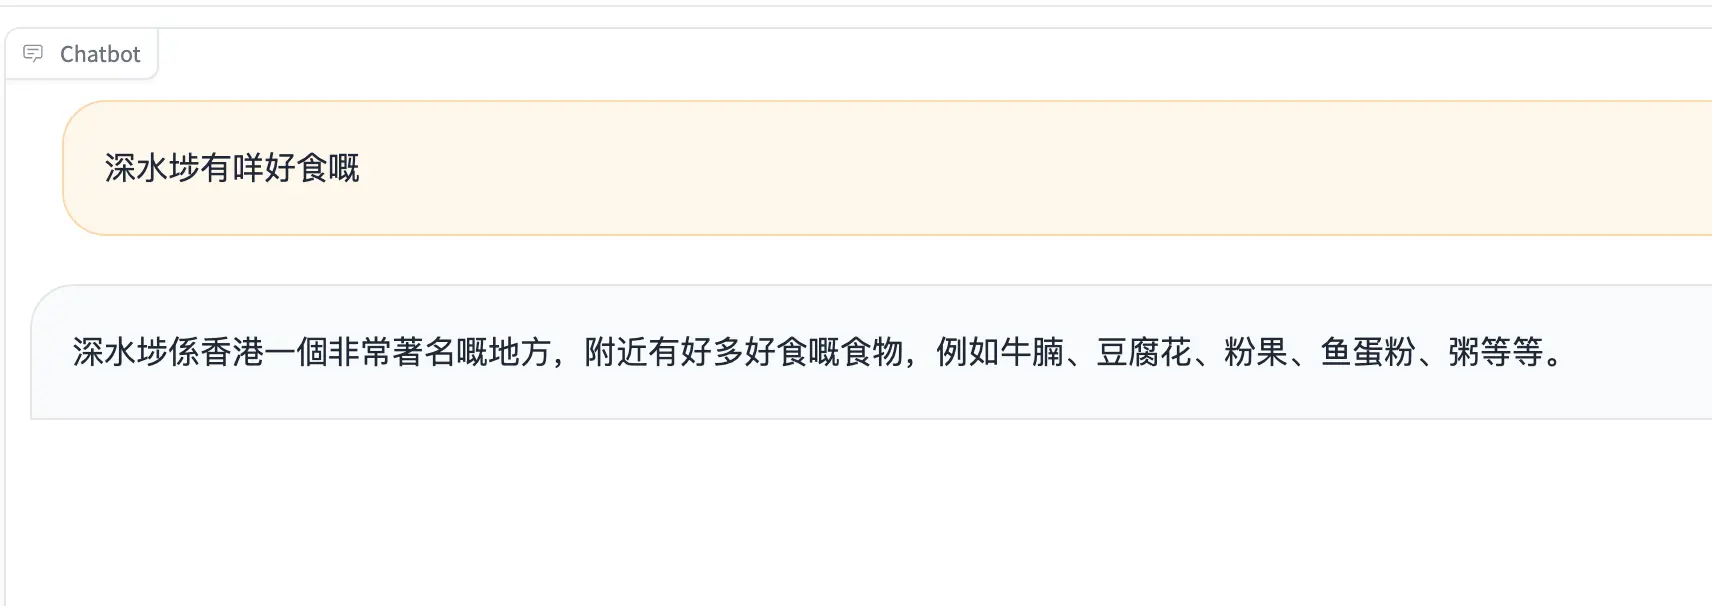 Chatbot
深水埗有咩好食嘅
深水埗係香港一個非常著名嘅地方，附近有好多好食嘅食物，例如牛腩、豆腐花、粉果、鱼蛋粉、粥等等。